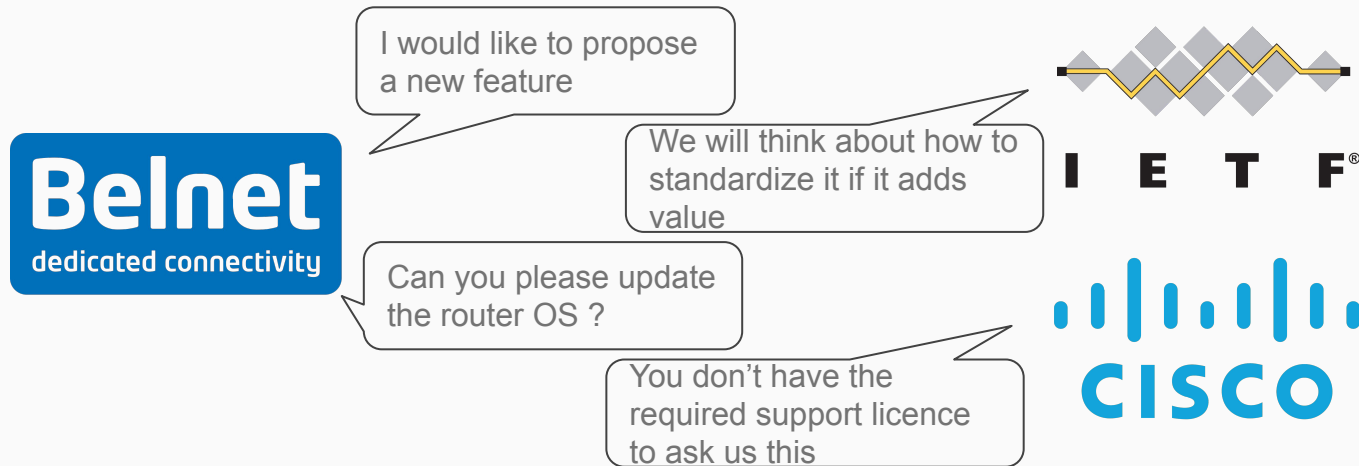 I would like to propose
a new feature
We will think about how to
standardize it if it adds
value
I E T F®
Belnet
dedicated connectivity
Can you please update
the router OS ?
You don’t have the
required support licence
to ask us this
CISCO